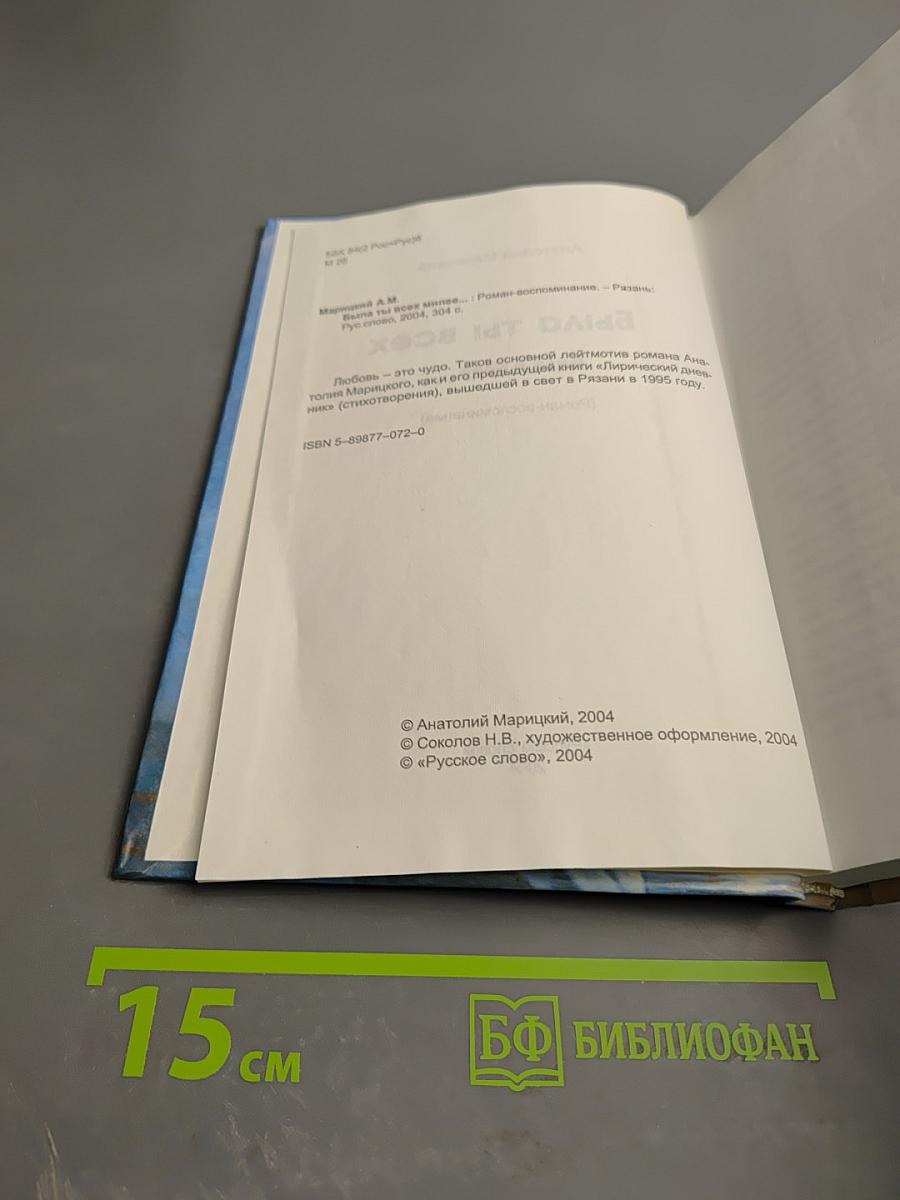 ББК 84(2 Рос=Рус)6
М 26
Марицкий А.М.
Была ты всех милее... : Роман-воспоминание. – Рязань:
Рус слово, 2004, 304 с.
Любовь – это чудо. Таков основной лейтмотив романа Ана-
толия Марицкого, как и его предыдущей книги «Лирический днев-
ник» (стихотворения), вышедшей в свет в Рязани в 1995 году.
ISBN 5–89877–072–0
© Анатолий Марицкий, 2004
© Соколов Н.В., художественное оформление, 2004
© «Русское слово», 2004
15 см
БФ БИБЛИОФАН